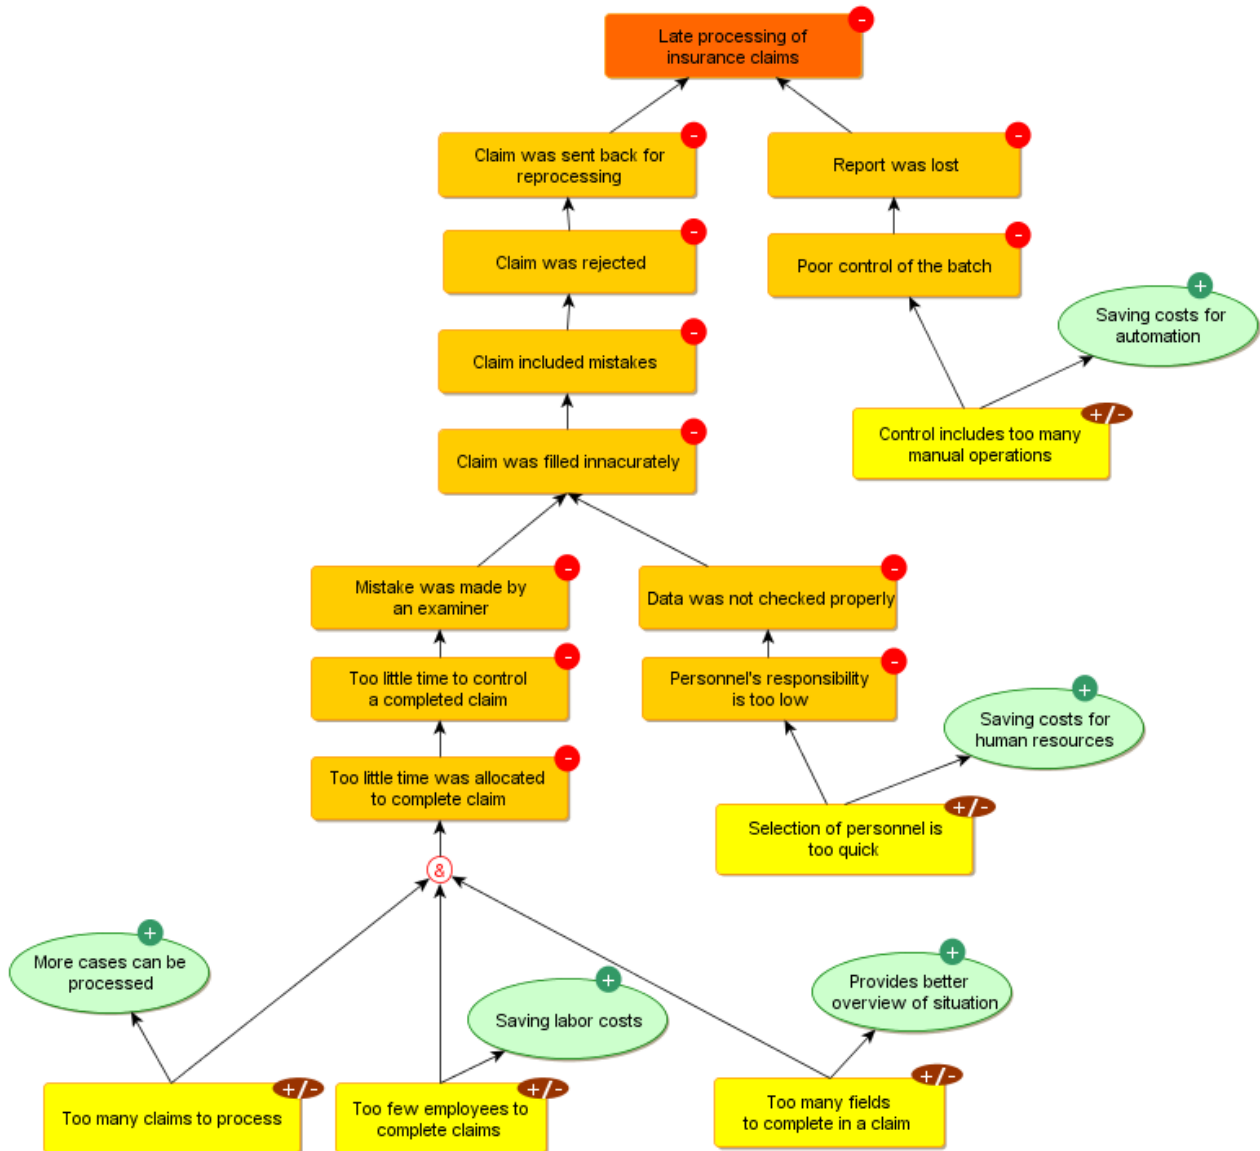 -
Late processing of
insurance claims
-
Claim was sent back for
reprocessing
-
Report was lost
-
Claim was rejected
-
Poor control of the batch
+
Saving costs for
automation
-
Claim included mistakes
+/-
Control includes too many
manual operations
-
Claim was filled innacurately
-
Mistake was made by
an examiner
-
Data was not checked properly
-
Too little time to control
a completed claim
-
Personnel's responsibility
is too low
+
Saving costs for
human resources
-
Too little time was allocated
to complete claim
+/-
Selection of personnel is
too quick
&
+
More cases can be
processed
+
Saving labor costs
+
Provides better
overview of situation
+/-
Too many claims to process
+/-
Too few employees to
complete claims
+/-
Too many fields
to complete in a claim